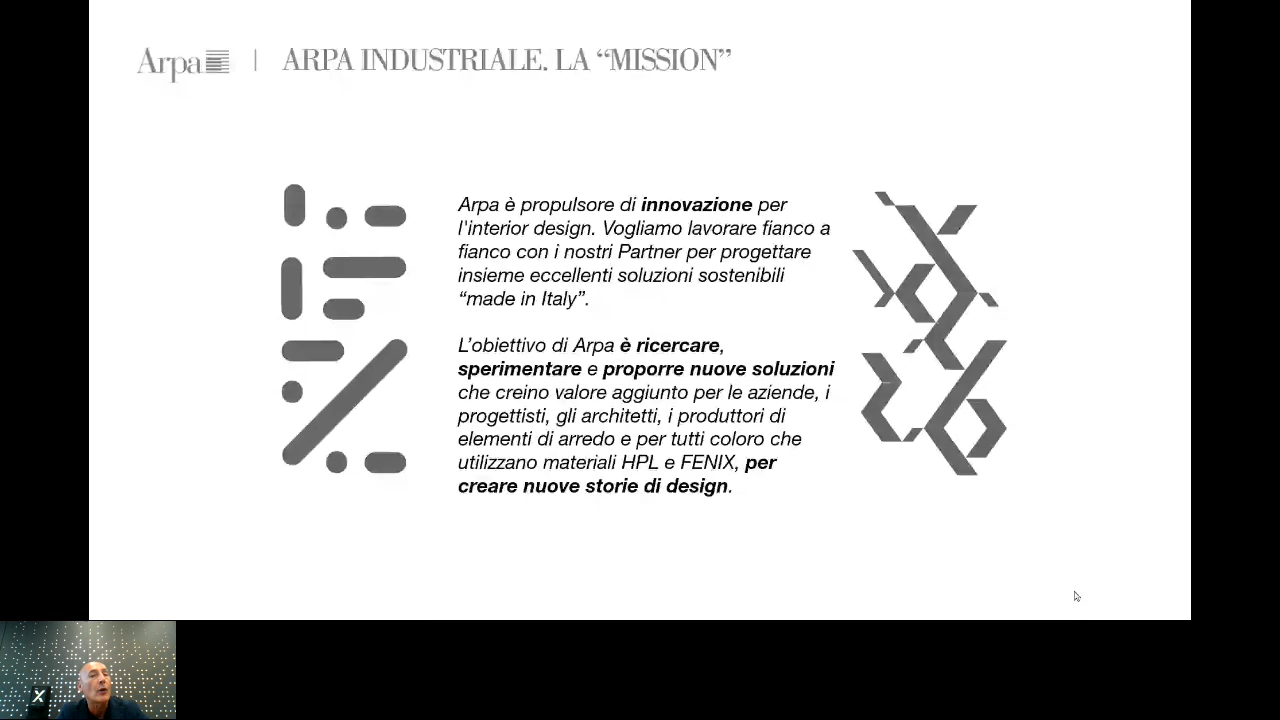 Arpa | ARPA INDUSTRIALE. LA “MISSION”
Arpa è propulsore di innovazione per
l'interior design. Vogliamo lavorare fianco a
fianco con i nostri Partner per progettare
insieme eccellenti soluzioni sostenibili
“made in Italy”.
L’obiettivo di Arpa è ricercare,
sperimentare e proporre nuove soluzioni
che creino valore aggiunto per le aziende, i
progettisti, gli architetti, i produttori di
elementi di arredo e per tutti coloro che
utilizzano materiali HPL e FENIX, per
creare nuove storie di design.
X